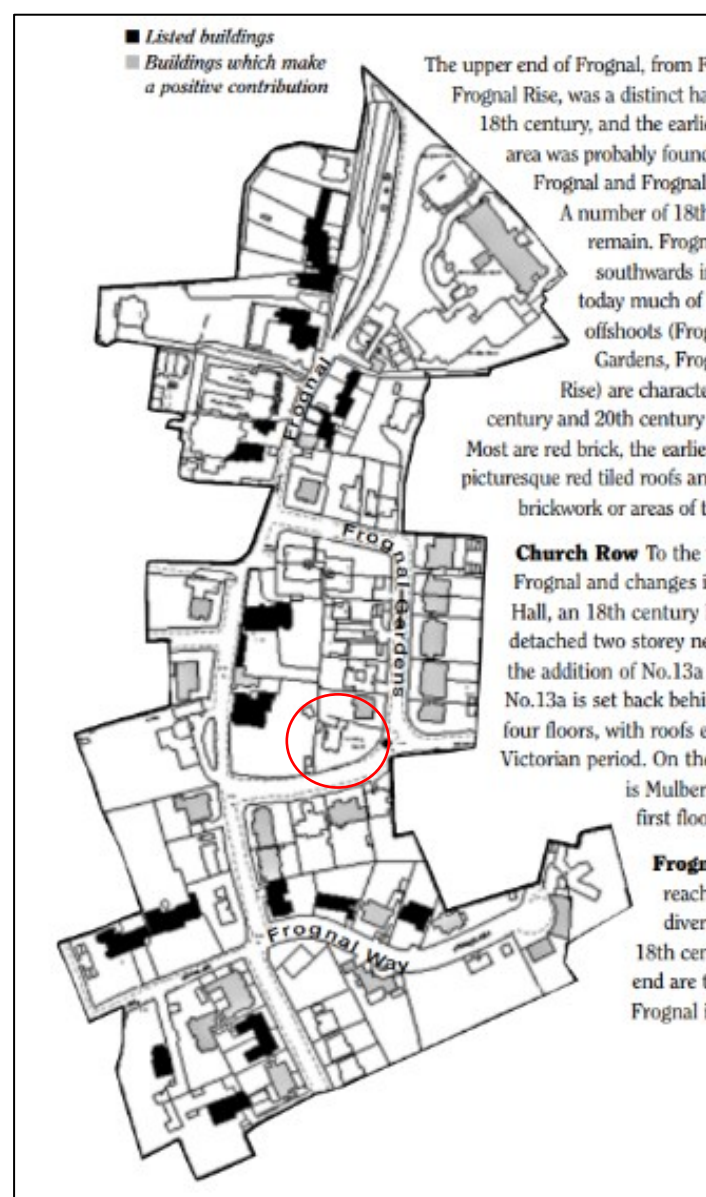 Listed buildings
Buildings which make
a positive contribution
The upper end of Frognal, from F
Frognal Rise, was a distinct ha
18th century, and the earlie
area was probably found
Frognal and Frognal
A number of 18th
remain. Frogn
southwards in
today much of
offshoots (Frog
Gardens, Frog
Rise) are characte
century and 20th century
Most are red brick, the earlie
picturesque red tiled roofs an
brickwork or areas of t
Church Row To the
Frognal and changes i
Hall, an 18th century
detached two storey ne
the addition of No.13a
No.13a is set back behi
four floors, with roofs e
Victorian period. On the
is Mulber
first floo
Frogn
reach
diver
18th cen
end are t
Frognal i
Frognal
Frognal Gardens
Frognal Way